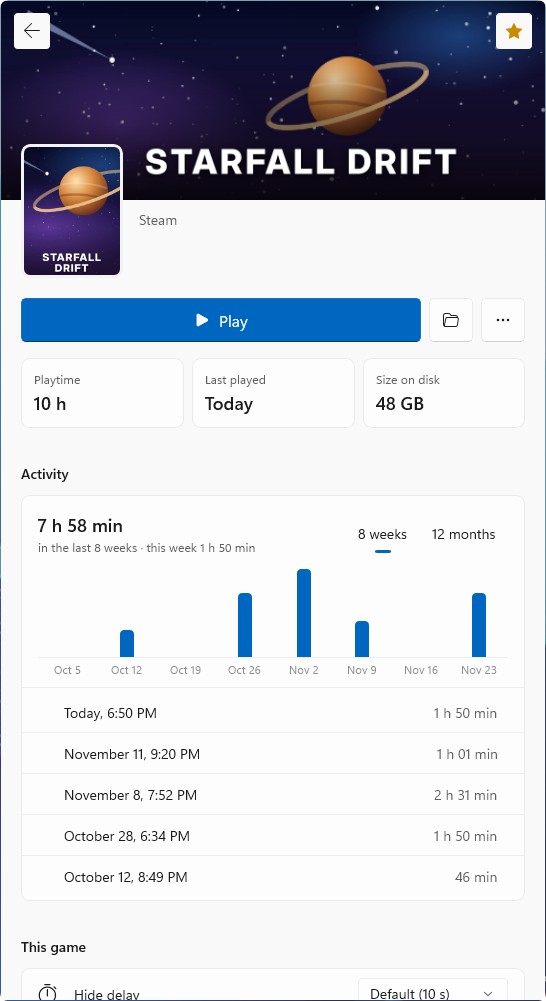 STARFALL DRIFT
STARFALL
DRIFT
Steam
Play
Playtime
10 h
Last played
Today
Size on disk
48 GB
Activity
7 h 58 min
in the last 8 weeks · this week 1 h 50 min
8 weeks
12 months
Oct 5 Oct 12 Oct 19 Oct 26 Nov 2 Nov 9 Nov 16 Nov 23
Today, 6:50 PM 1 h 50 min
November 11, 9:20 PM 1 h 01 min
November 8, 7:52 PM 2 h 31 min
October 28, 6:34 PM 1 h 50 min
October 12, 8:49 PM 46 min
This game
Hide delay Default (10 s)